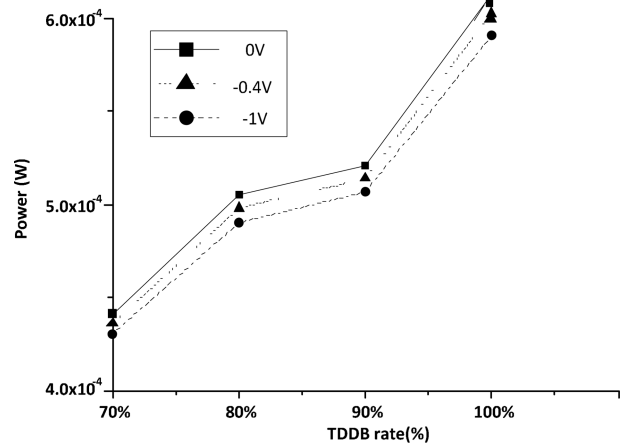 6.0x10-4
0V
-0.4V
-1V
Power (W)
5.0x10-4
4.0x10-4
70% 80% 90% 100%
TDDB rate(%)